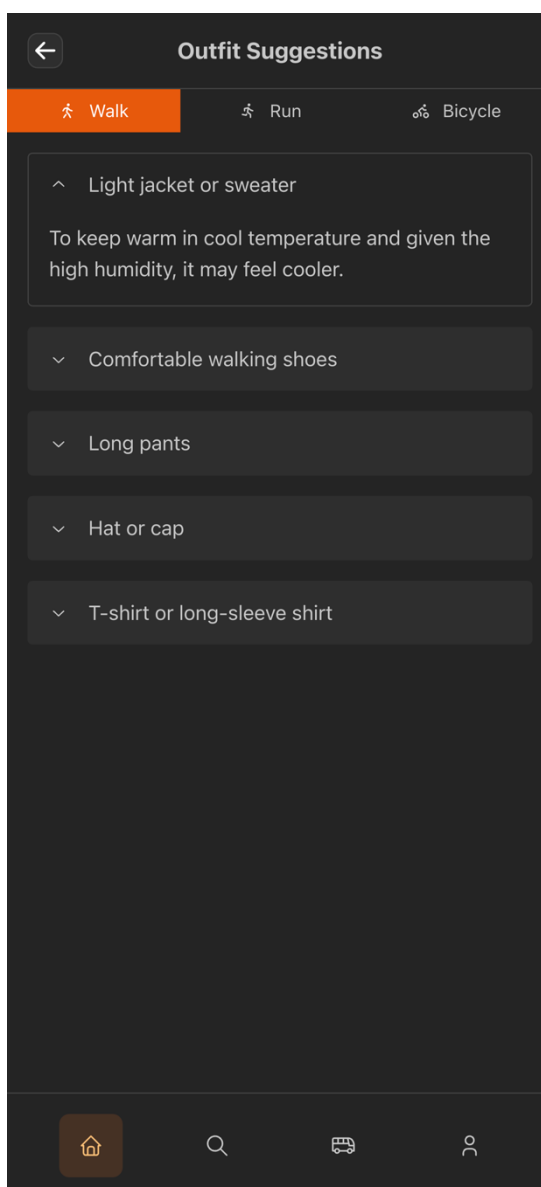 Outfit Suggestions
Walk
Run
Bicycle
Light jacket or sweater
To keep warm in cool temperature and given the
high humidity, it may feel cooler.
Comfortable walking shoes
Long pants
Hat or cap
T-shirt or long-sleeve shirt